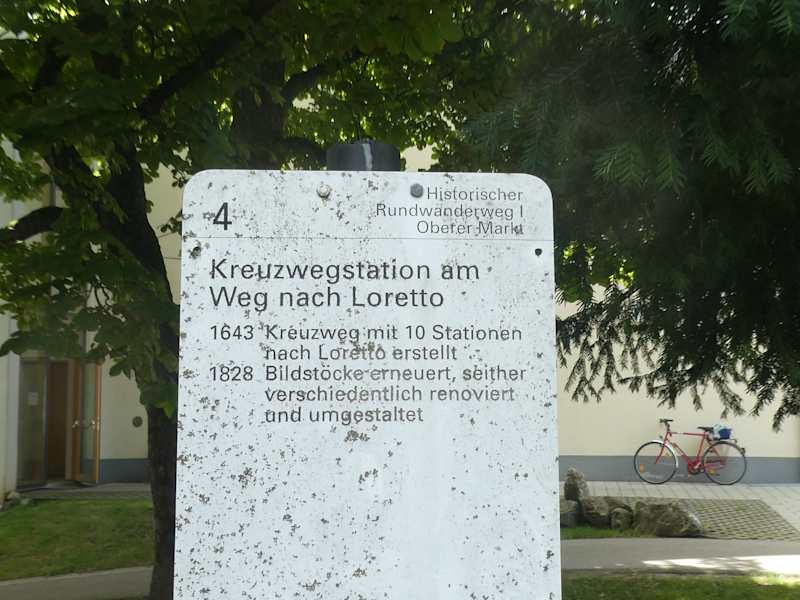 4
Historischer
Rundwanderweg I
Oberer Markt
Kreuzwegstation am
Weg nach Loretto
1643 Kreuzweg mit 10 Stationen
nach Loretto erstellt
1828 Bildstöcke erneuert, seither
verschiedentlich renoviert
und umgestaltet